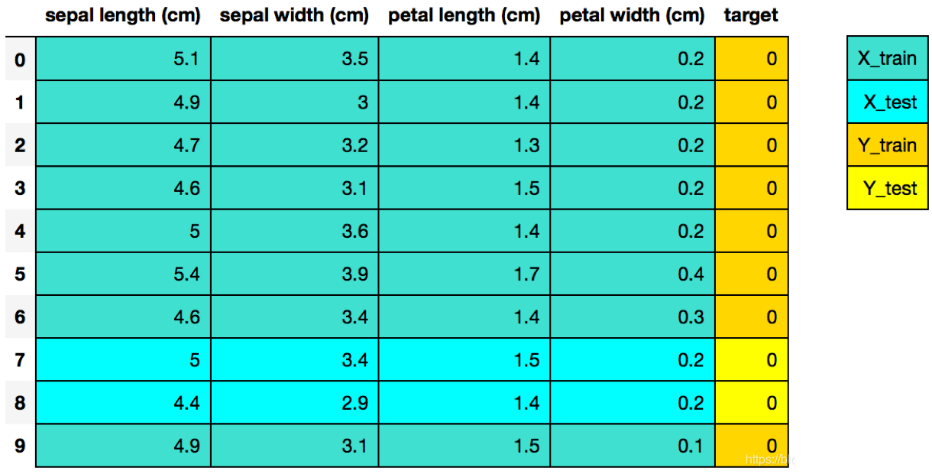 sepal length (cm) sepal width (cm) petal length (cm) petal width (cm) target
0 5.1 3.5 1.4 0.2 0 X_train
1 4.9 3 1.4 0.2 0 X_test
2 4.7 3.2 1.3 0.2 0 Y_train
3 4.6 3.1 1.5 0.2 0 Y_test
4 5 3.6 1.4 0.2 0
5 5.4 3.9 1.7 0.4 0
6 4.6 3.4 1.4 0.3 0
7 5 3.4 1.5 0.2 0
8 4.4 2.9 1.4 0.2 0
9 4.9 3.1 1.5 0.1 0